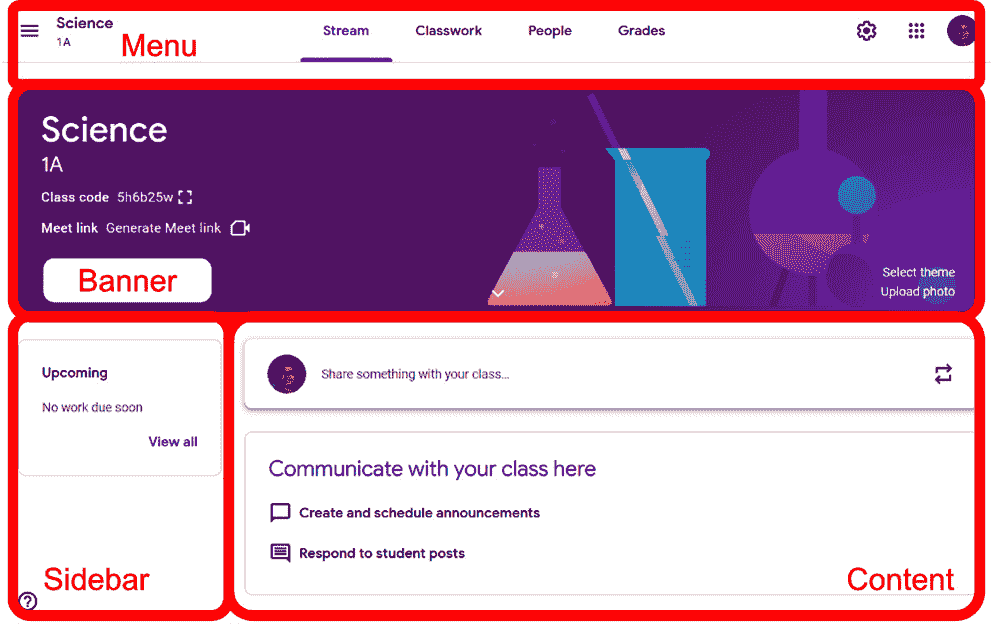 Science
1A
Menu
Stream
Classwork
People
Grades
Science
1A
Class code 5h6b25w
Meet link Generate Meet link
Banner
Select theme
Upload photo
Upcoming
No work due soon
View all
Sidebar
?
Share something with your class...
Communicate with your class here
Create and schedule announcements
Respond to student posts
Content